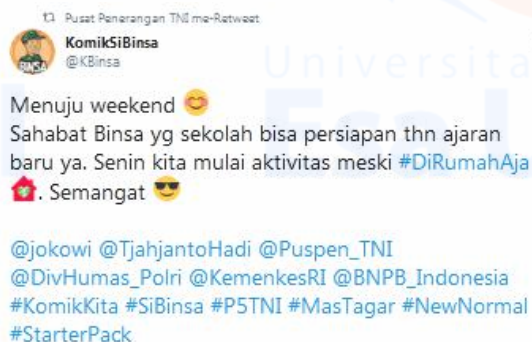 Pusat Penerangan TNI me-Retweet
KomikSiBinsa
@KBinsa
BINSA
Universita
Esa
Menuju weekend 😊
Sahabat Binsa yg sekolah bisa persiapan thn ajaran
baru ya. Senin kita mulai aktivitas meski #DiRumahAja
🏠. Semangat 😎
@jokowi @TjahjantoHadi @Puspen_TNI
@DivHumas_Polri @KemenkesRI @BNPB_Indonesia
#KomikKita #SiBinsa #P5TNI #MasTagar #NewNormal
#StarterPack